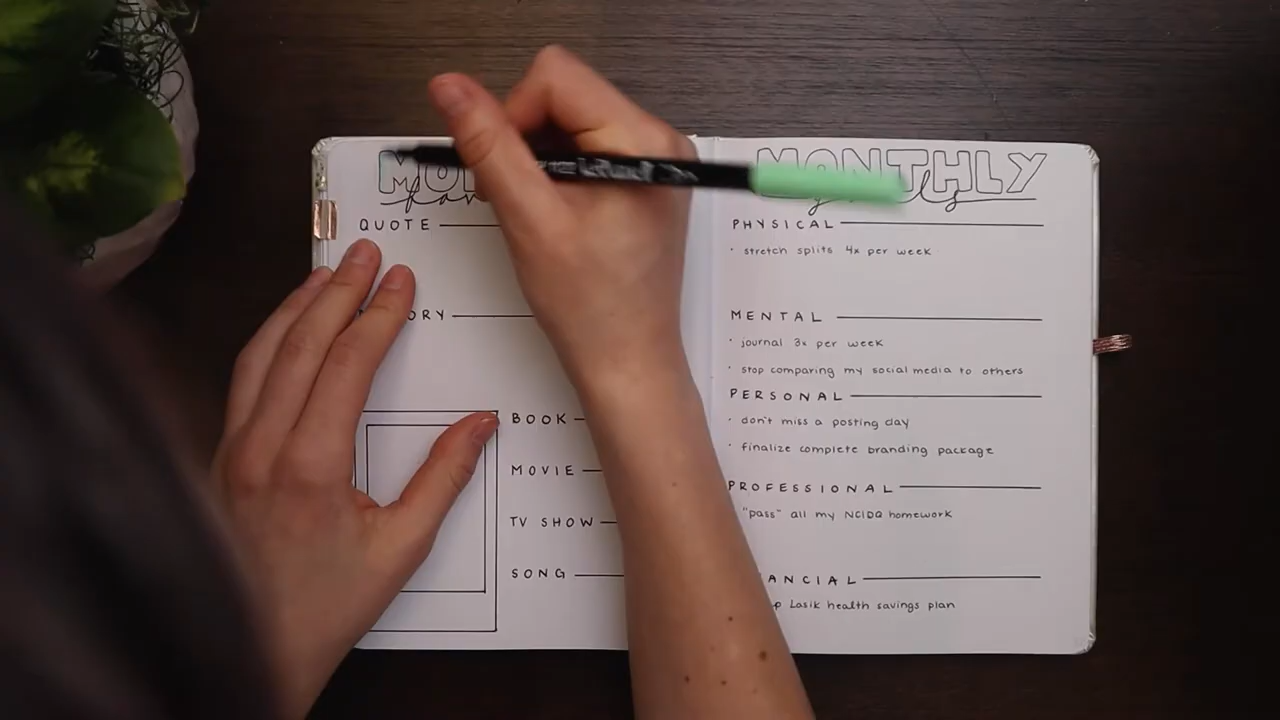 QUOTE
BOOK
MOVIE
TV SHOW
SONG
MONTHLY
goals
PHYSICAL
· stretch splits 4x per week
MENTAL
· journal 3x per week
· stop comparing my social media to others
PERSONAL
· don't miss a posting day
· finalize complete branding package
PROFESSIONAL
"pass" all my NCIDQ homework
Lasik health savings plan